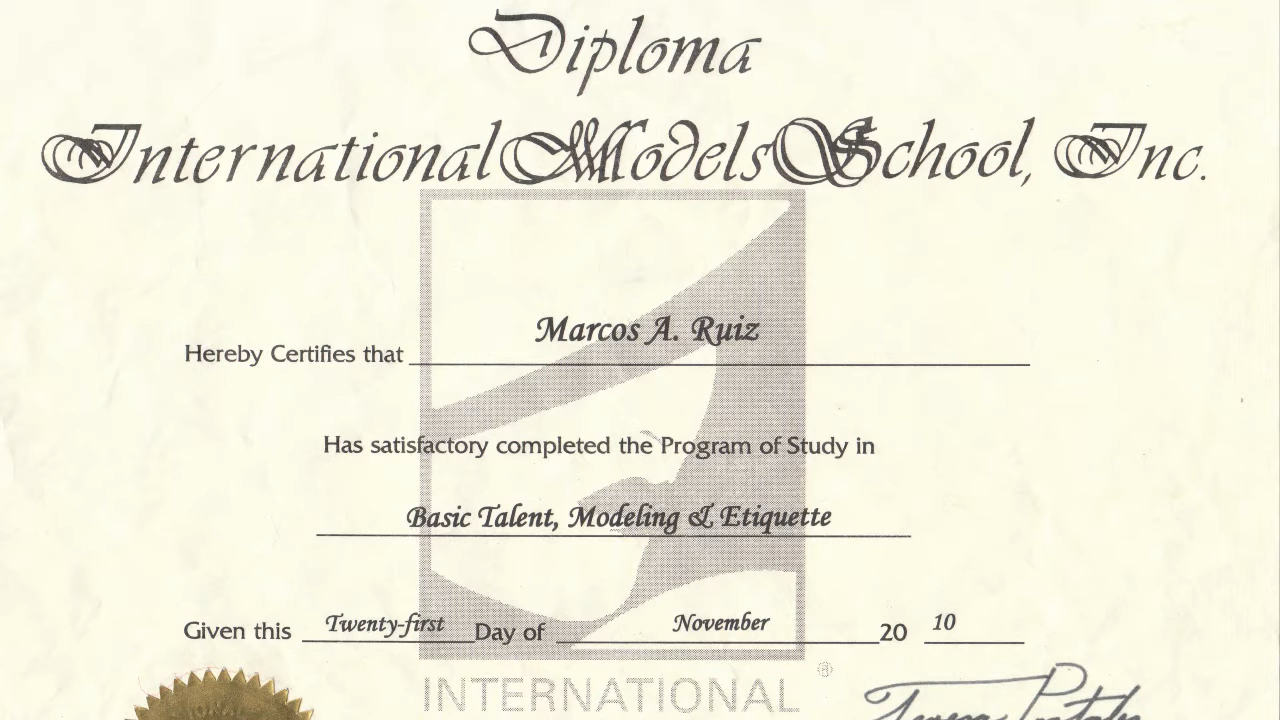 Diploma
International Models School, Inc.
Marcos A. Ruiz
Hereby Certifies that
Has satisfactory completed the Program of Study in
Basic Talent, Modeling & Etiquette
Given this Twenty-first Day of November 20 10
INTERNATIONAL ®